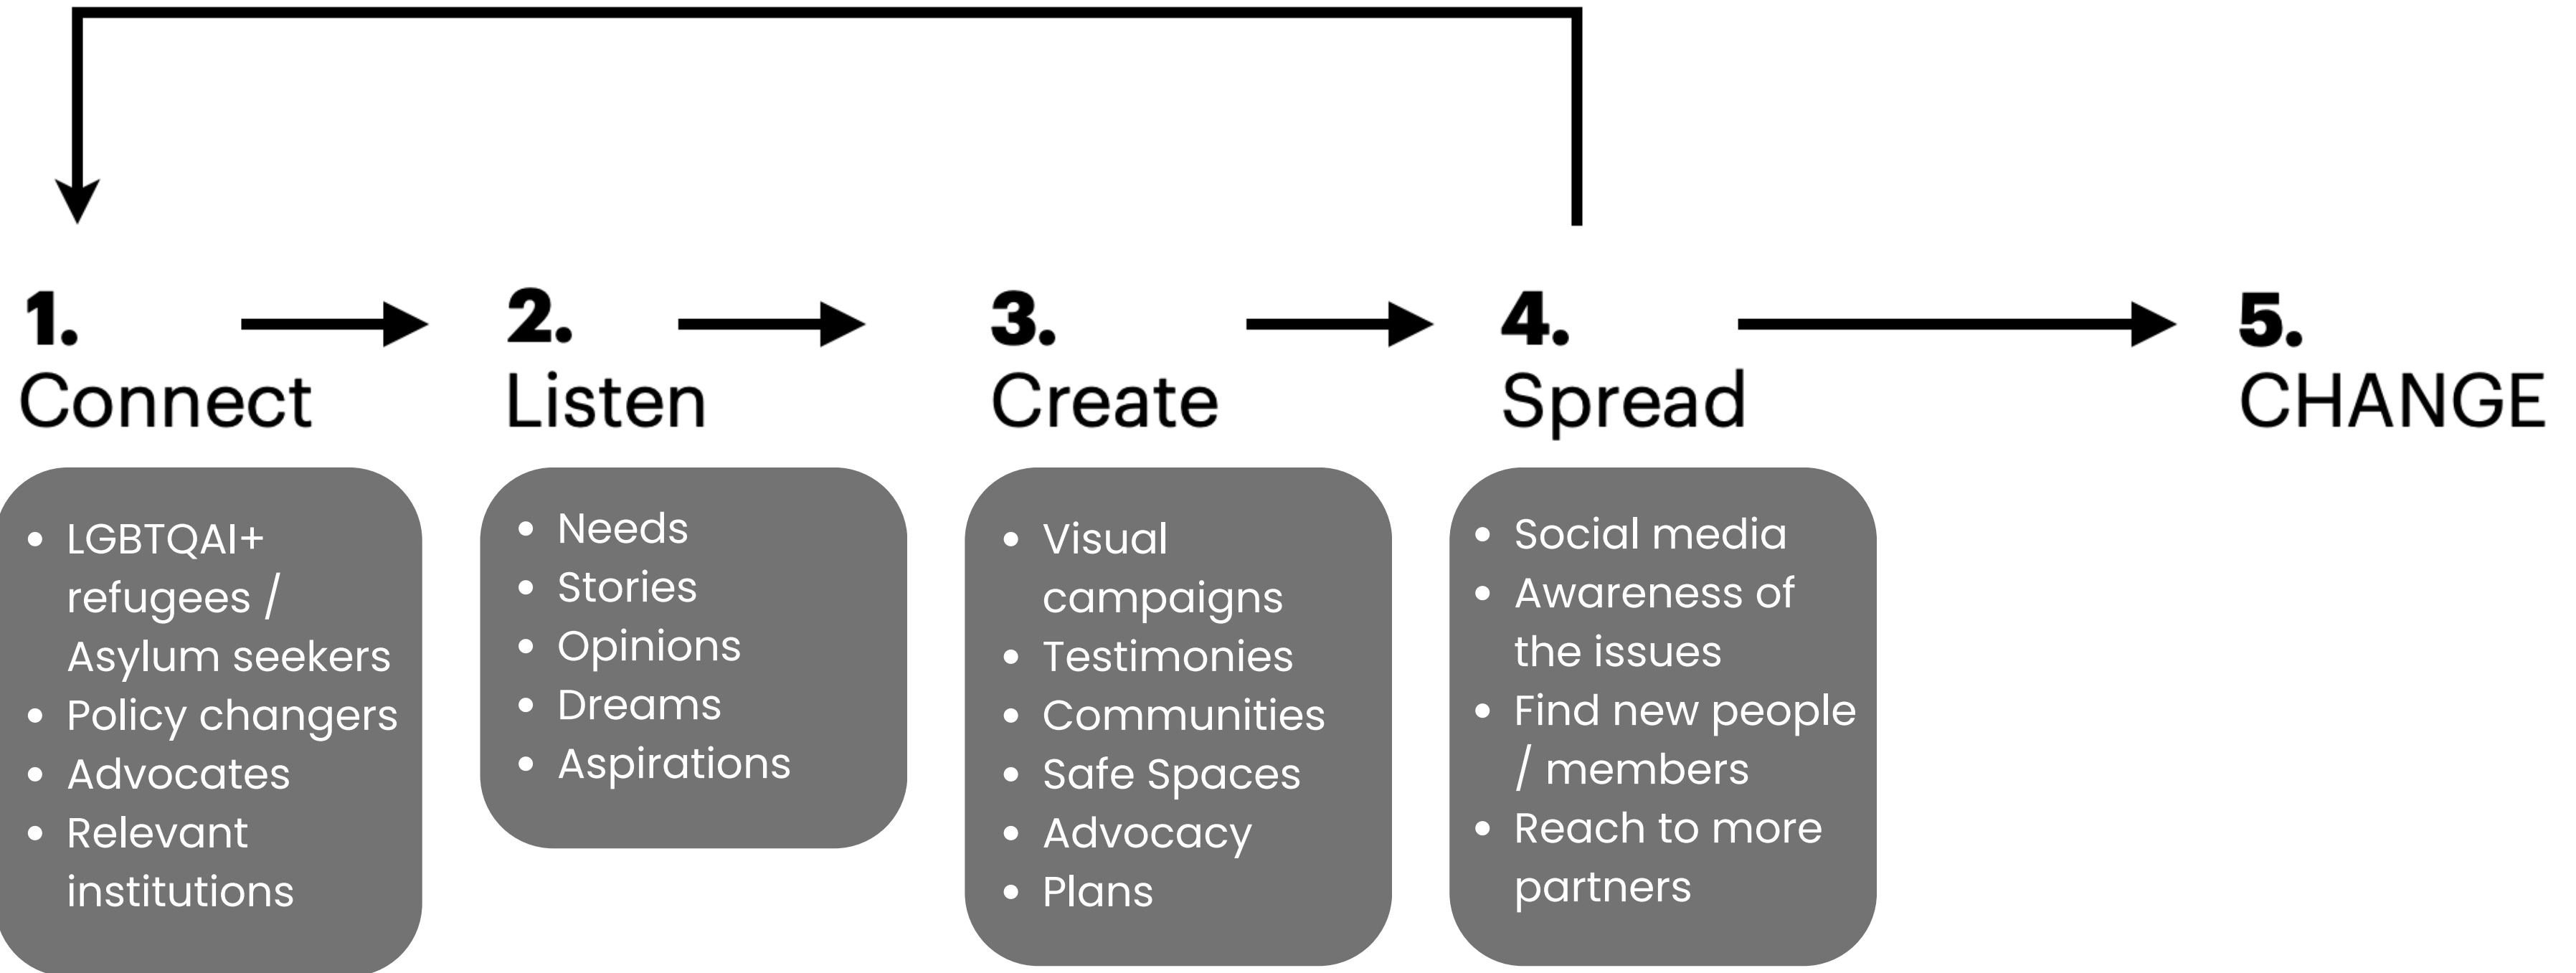 1.
Connect
• LGBTQAI+
refugees /
Asylum seekers
• Policy changers
• Advocates
• Relevant
institutions
2.
Listen
• Needs
• Stories
• Opinions
• Dreams
• Aspirations
3.
Create
• Visual
campaigns
• Testimonies
• Communities
• Safe Spaces
• Advocacy
• Plans
4.
Spread
• Social media
• Awareness of
the issues
• Find new people
/ members
• Reach to more
partners
5.
CHANGE